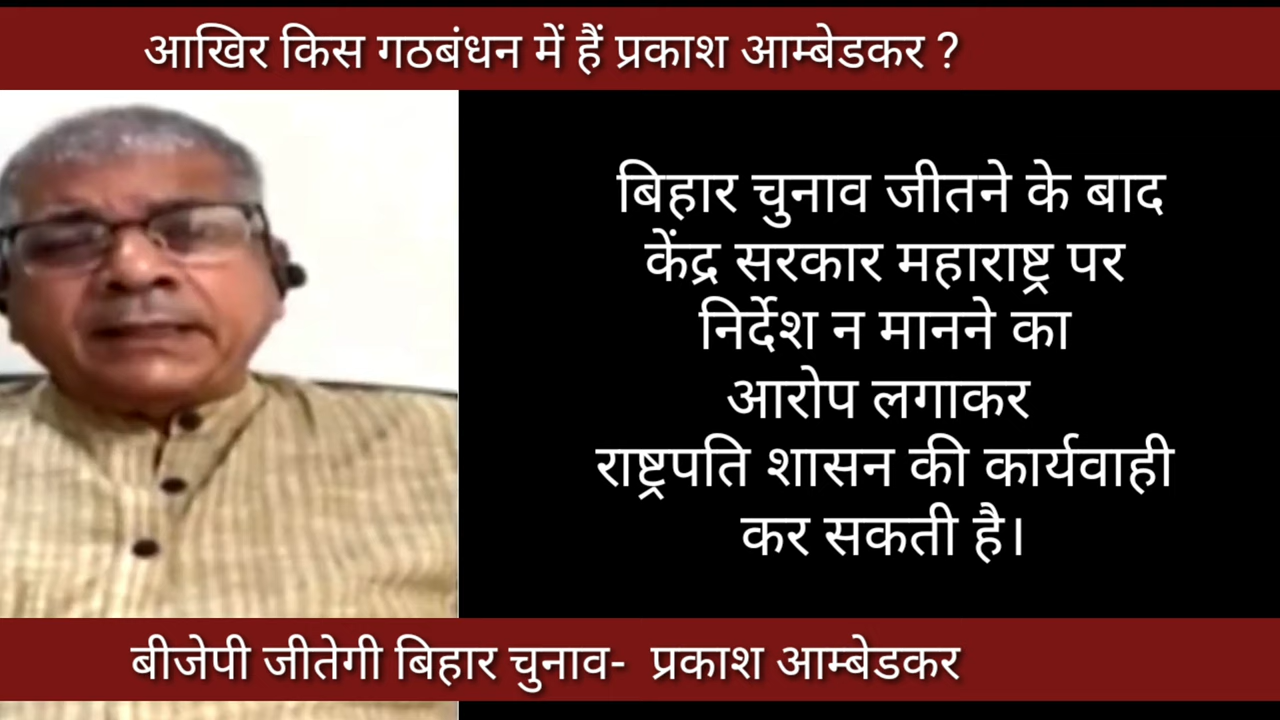 आखिर किस गठबंधन में हैं प्रकाश आम्बेडकर ?
बिहार चुनाव जीतने के बाद
केंद्र सरकार महाराष्ट्र पर
निर्देश न मानने का
आरोप लगाकर
राष्ट्रपति शासन की कार्यवाही
कर सकती है।
बीजेपी जीतेगी बिहार चुनाव- प्रकाश आम्बेडकर